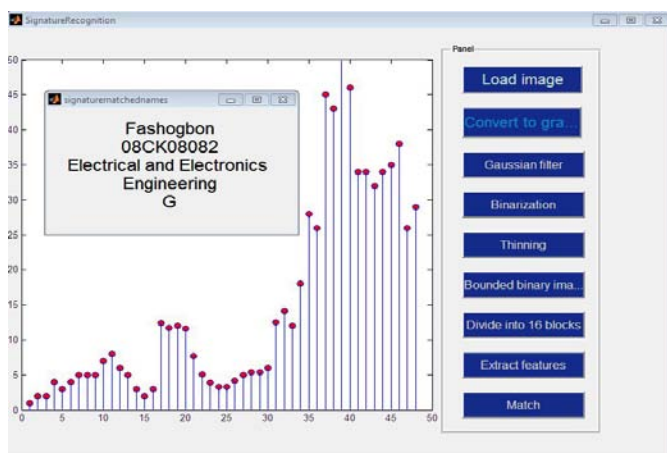 SignatureRecognition
Panel
Load image
Convert to gra...
Gaussian filter
Binarization
Thinning
Bounded binary ima...
Divide into 16 blocks
Extract features
Match
signaturematchednames
Fashogbon
08CK08082
Electrical and Electronics
Engineering
G
50
45
40
35
30
25
20
15
10
5
0
0 5 10 15 20 25 30 35 40 45 50